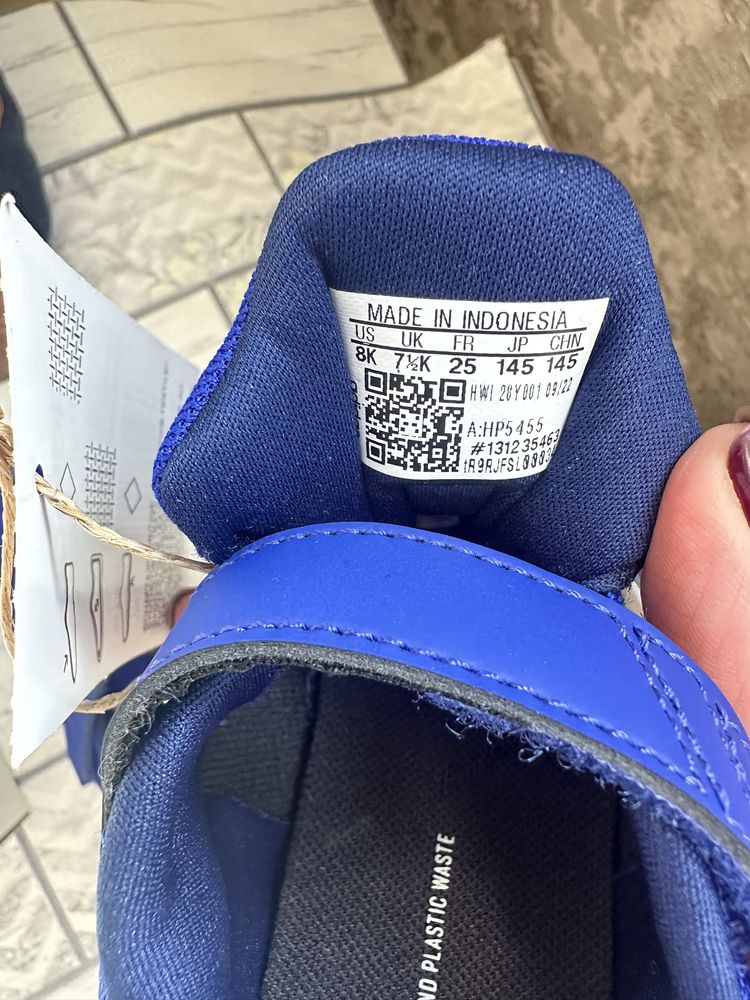 MADE IN INDONESIA
US UK FR JP CHN
8K 7½K 25 145 145
HWI 20Y001 09/22
A:HP5455
#131235463
ND PLASTIC WASTE